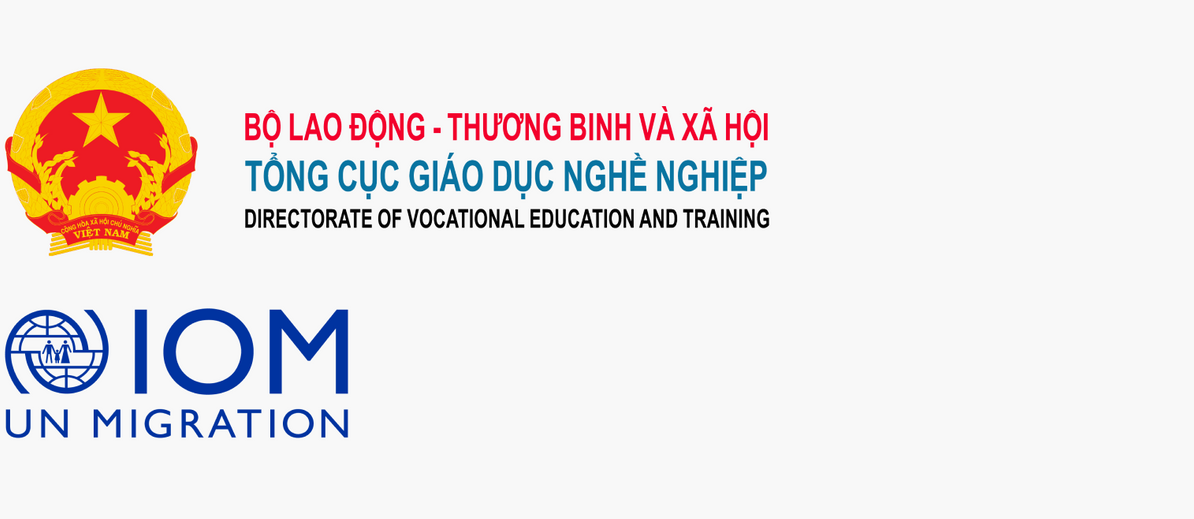 BỘ LAO ĐỘNG - THƯƠNG BINH VÀ XÃ HỘI
TỔNG CỤC GIÁO DỤC NGHỀ NGHIỆP
DIRECTORATE OF VOCATIONAL EDUCATION AND TRAINING
CỘNG HÒA XÃ HỘI CHỦ NGHĨA
VIỆT NAM
IOM
UN MIGRATION